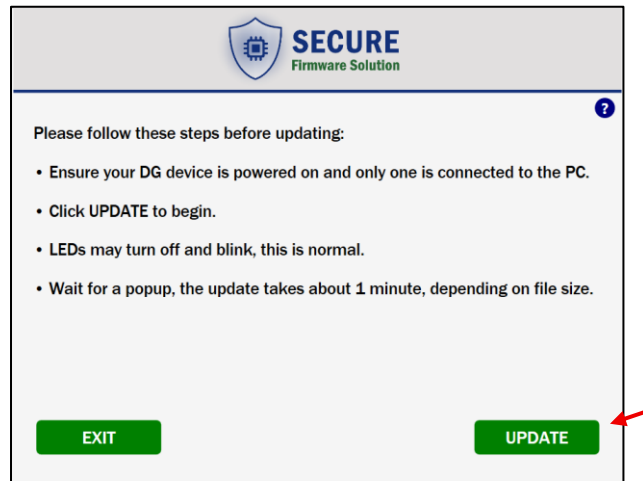 SECURE
Firmware Solution
?
Please follow these steps before updating:
• Ensure your DG device is powered on and only one is connected to the PC.
• Click UPDATE to begin.
• LEDs may turn off and blink, this is normal.
• Wait for a popup, the update takes about 1 minute, depending on file size.
EXIT
UPDATE